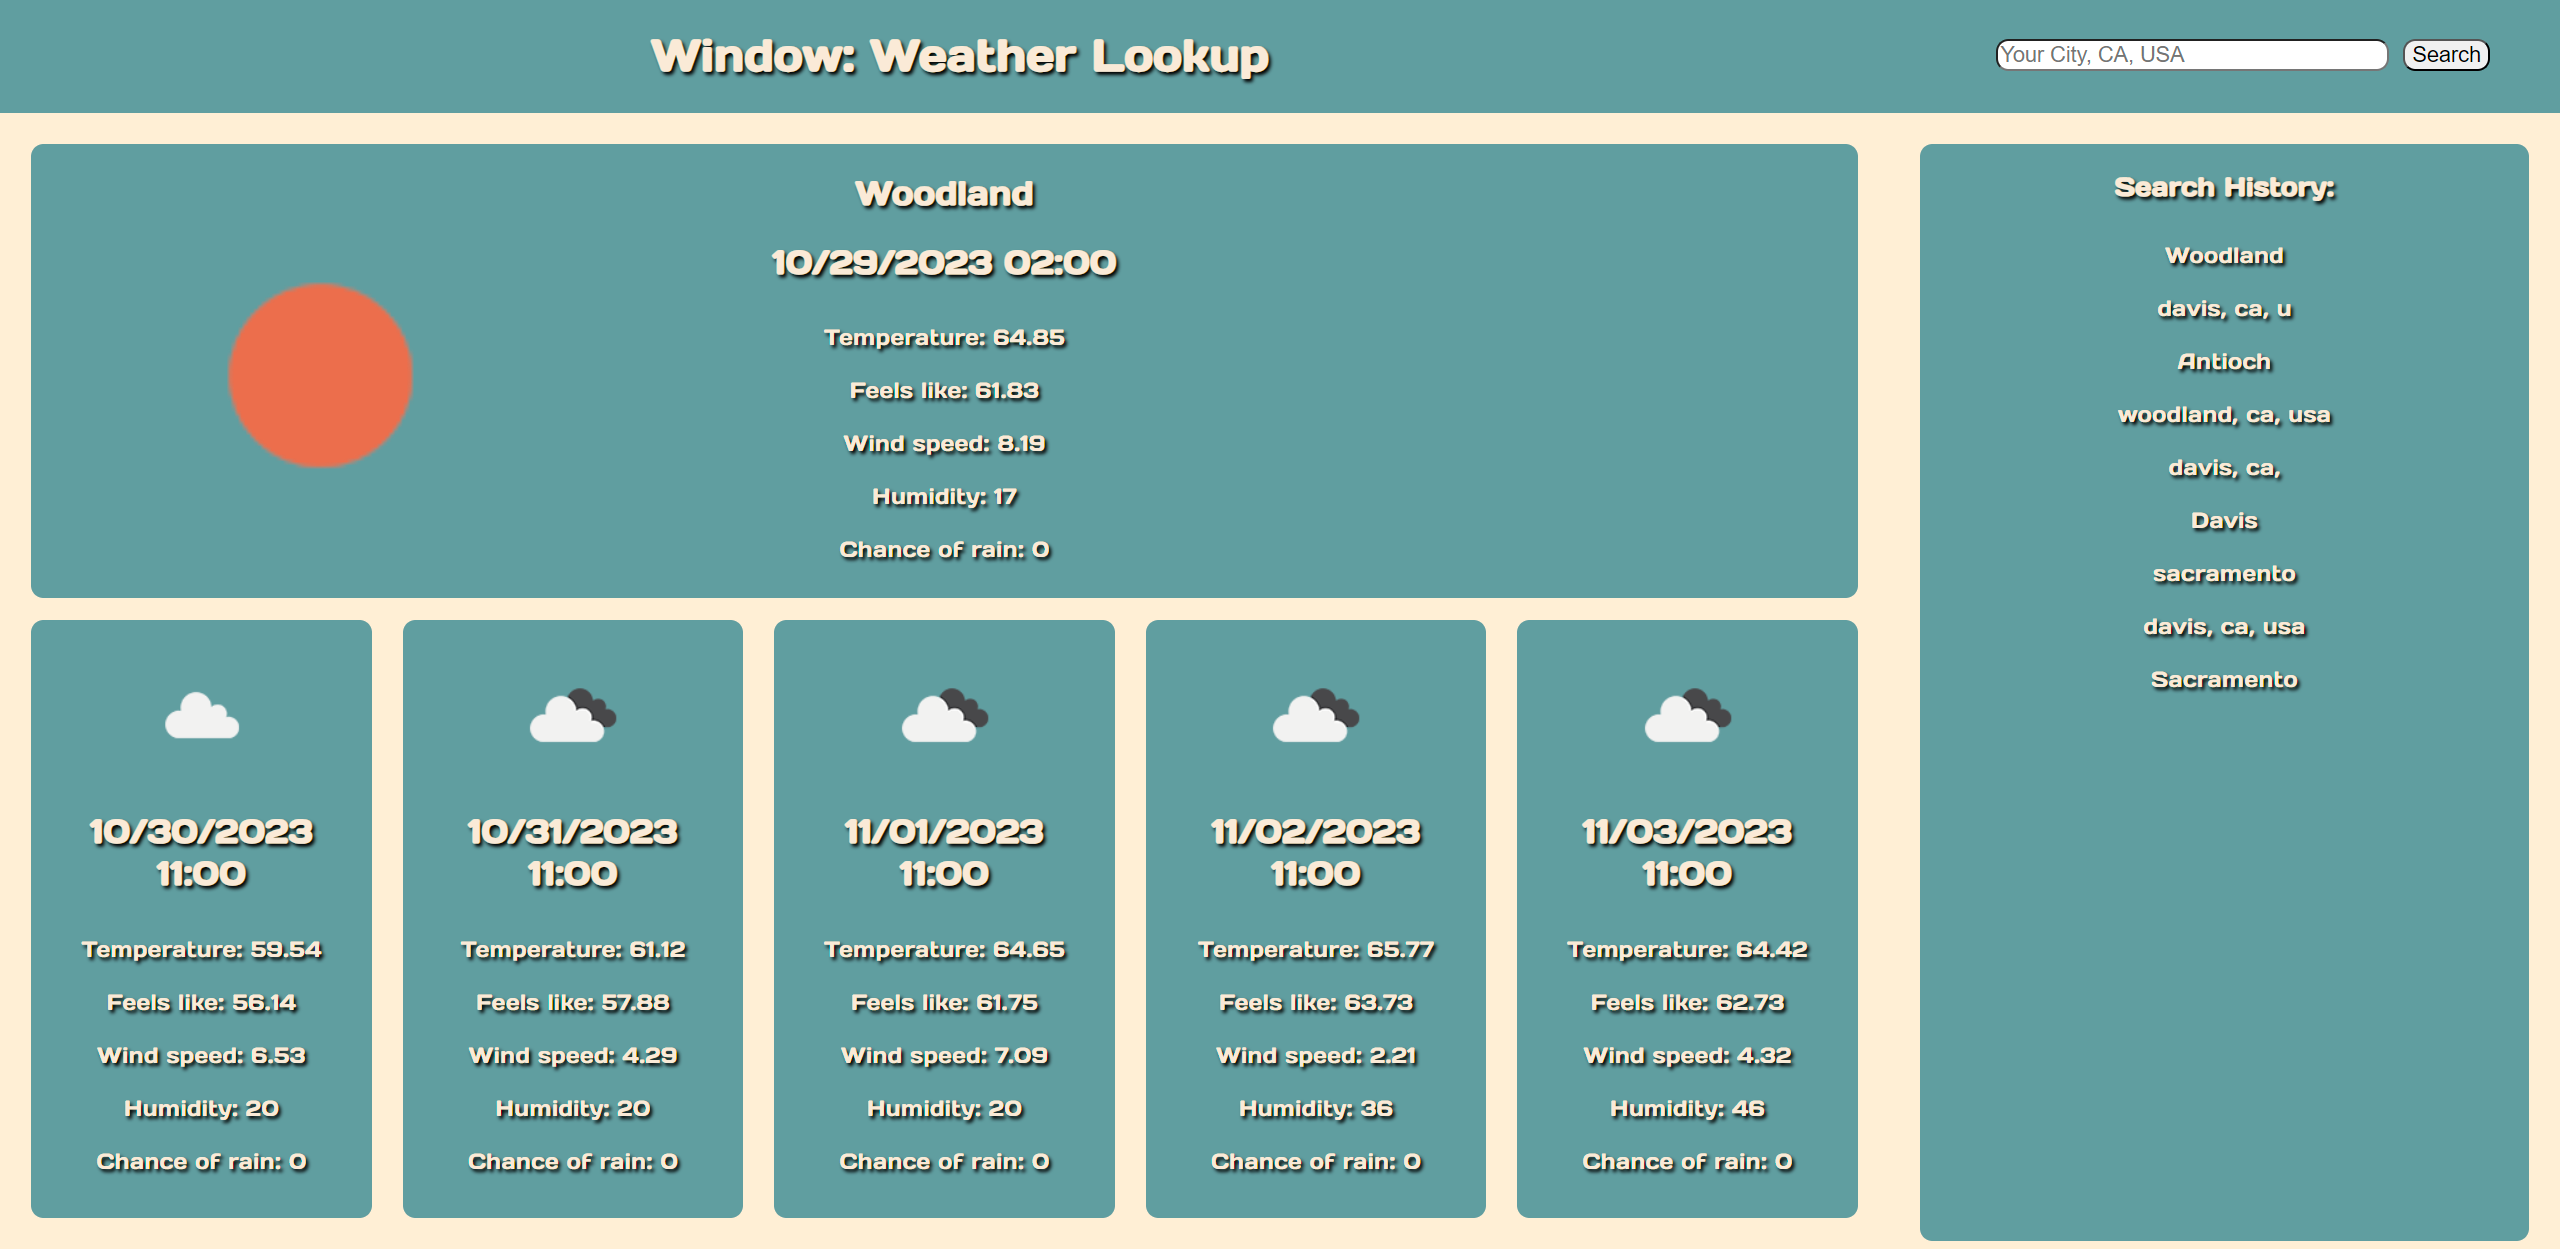 Window: Weather Lookup
Your City, CA, USA
Search
Woodland
10/29/2023 02:00
Temperature: 64.85
Feels like: 61.83
Wind speed: 8.19
Humidity: 17
Chance of rain: 0
10/30/2023
11:00
Temperature: 59.54
Feels like: 56.14
Wind speed: 6.53
Humidity: 20
Chance of rain: 0
10/31/2023
11:00
Temperature: 61.12
Feels like: 57.88
Wind speed: 4.29
Humidity: 20
Chance of rain: 0
11/01/2023
11:00
Temperature: 64.65
Feels like: 61.75
Wind speed: 7.09
Humidity: 20
Chance of rain: 0
11/02/2023
11:00
Temperature: 65.77
Feels like: 63.73
Wind speed: 2.21
Humidity: 36
Chance of rain: 0
11/03/2023
11:00
Temperature: 64.42
Feels like: 62.73
Wind speed: 4.32
Humidity: 46
Chance of rain: 0
Search History:
Woodland
davis, ca, u
Antioch
woodland, ca, usa
davis, ca,
Davis
sacramento
davis, ca, usa
Sacramento